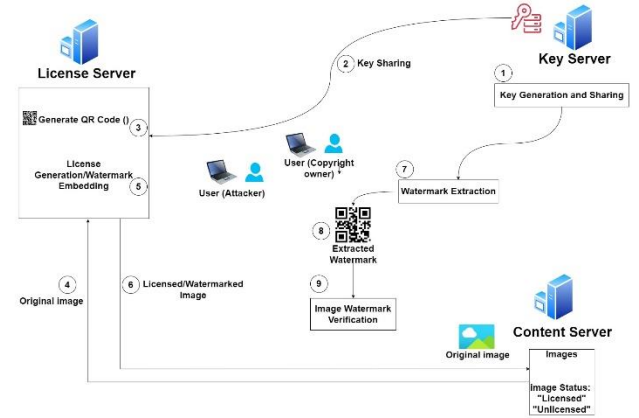 License Server
Key Server
2
Key Sharing
1
Key Generation and Sharing
Generate QR Code ()
3
License
Generation/Watermark
Embedding
5
User (Attacker)
User (Copyright
owner)
7
Watermark Extraction
8
Extracted
Watermark
9
Image Watermark
Verification
4
Original image
6
Licensed/Watermarked
Image
Content Server
Original image
Images
Image Status:
"Licensed"
"Unlicensed"